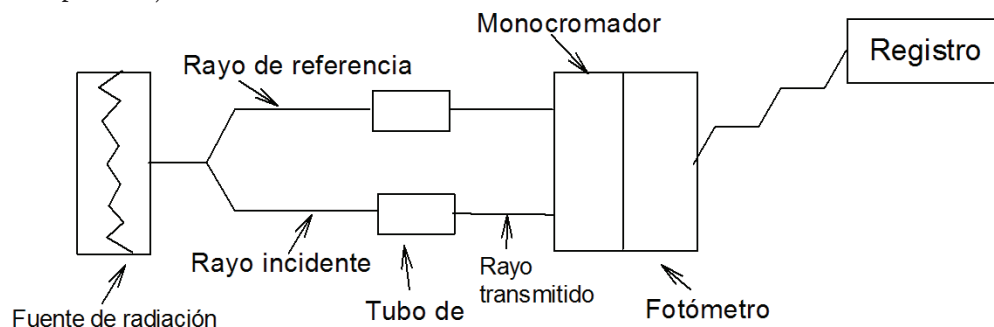 Monocromador
Registro
Rayo de referencia
Rayo incidente
Rayo
transmitido
Tubo de
Fotómetro
Fuente de radiación